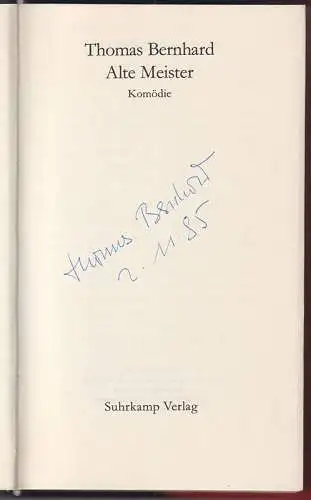 Thomas Bernhard
Alte Meister
Komödie
Thomas Bernhard
2. 11 85
Suhrkamp Verlag